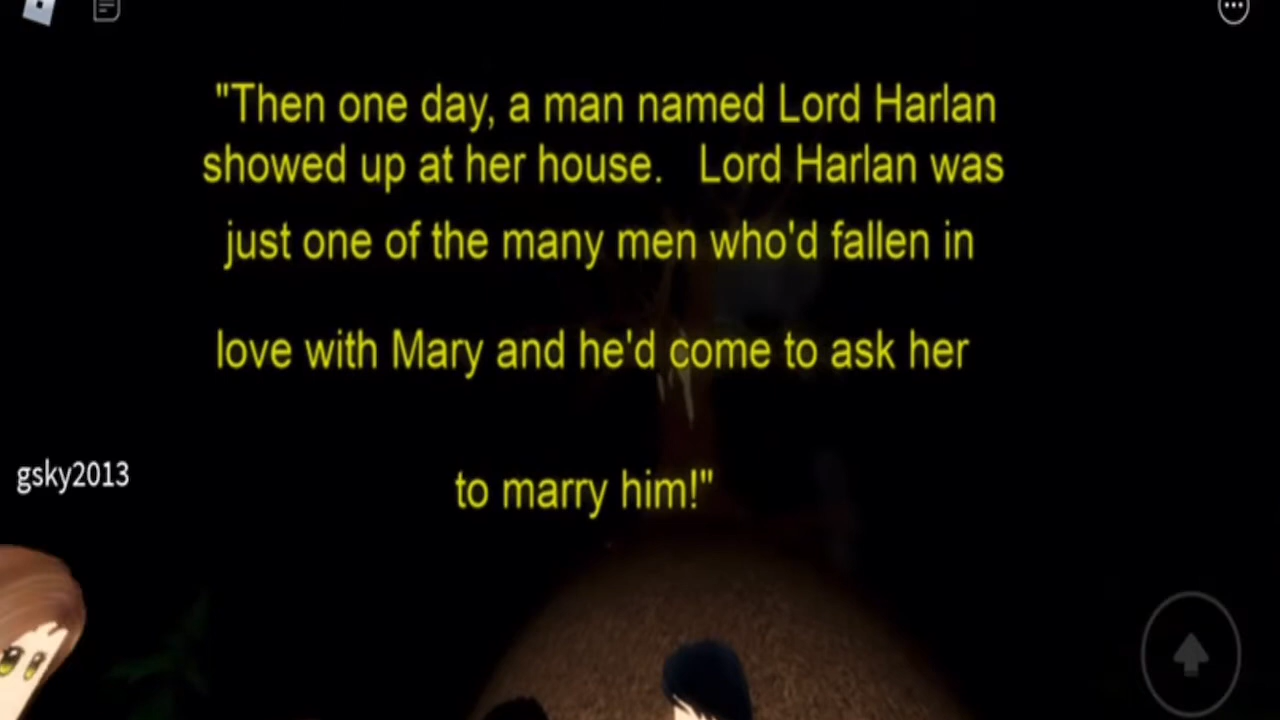 "Then one day, a man named Lord Harlan
showed up at her house. Lord Harlan was
just one of the many men who'd fallen in
love with Mary and he'd come to ask her
gsky2013
to marry him!"